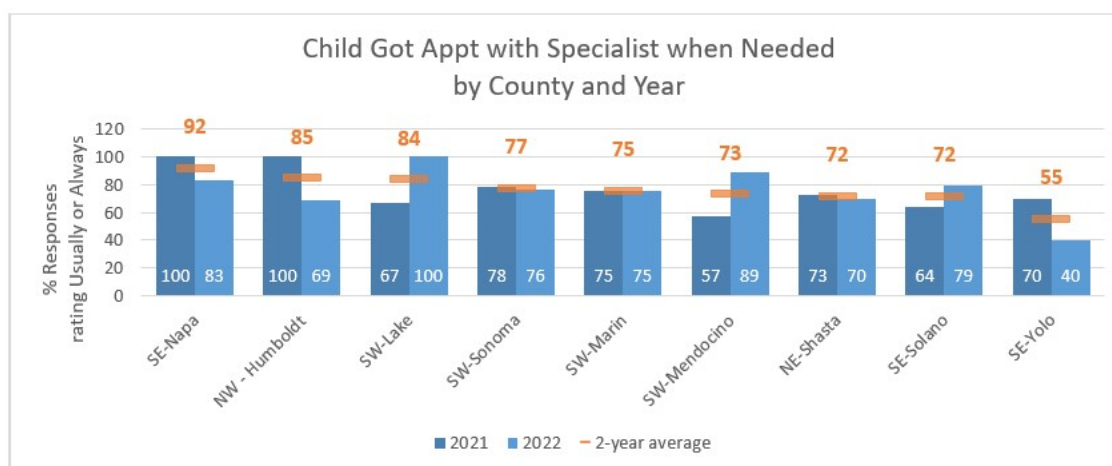 Child Got Appt with Specialist when Needed
by County and Year
% Responses
rating Usually or Always
120
100
80
60
40
20
0
92
85
84
77
75
73
72
72
55
100 83
100 69
67 100
78 76
75 75
57 89
73 70
64 79
70 40
SE-Napa
NW - Humboldt
SW-Lake
SW-Sonoma
SW-Marin
SW-Mendocino
NE-Shasta
SE-Solano
SE-Yolo
2021 2022 2-year average